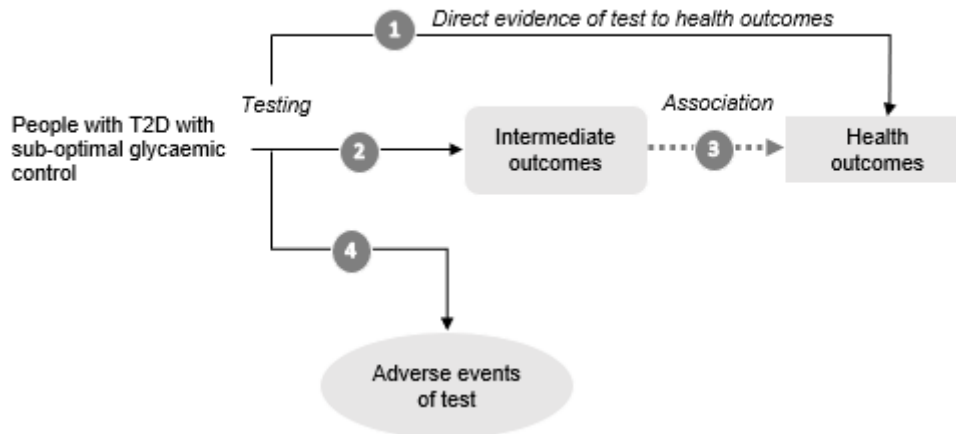 1
Direct evidence of test to health outcomes
Testing
Association
People with T2D with
sub-optimal glycaemic
control
2
Intermediate
outcomes
3
Health
outcomes
4
Adverse events
of test